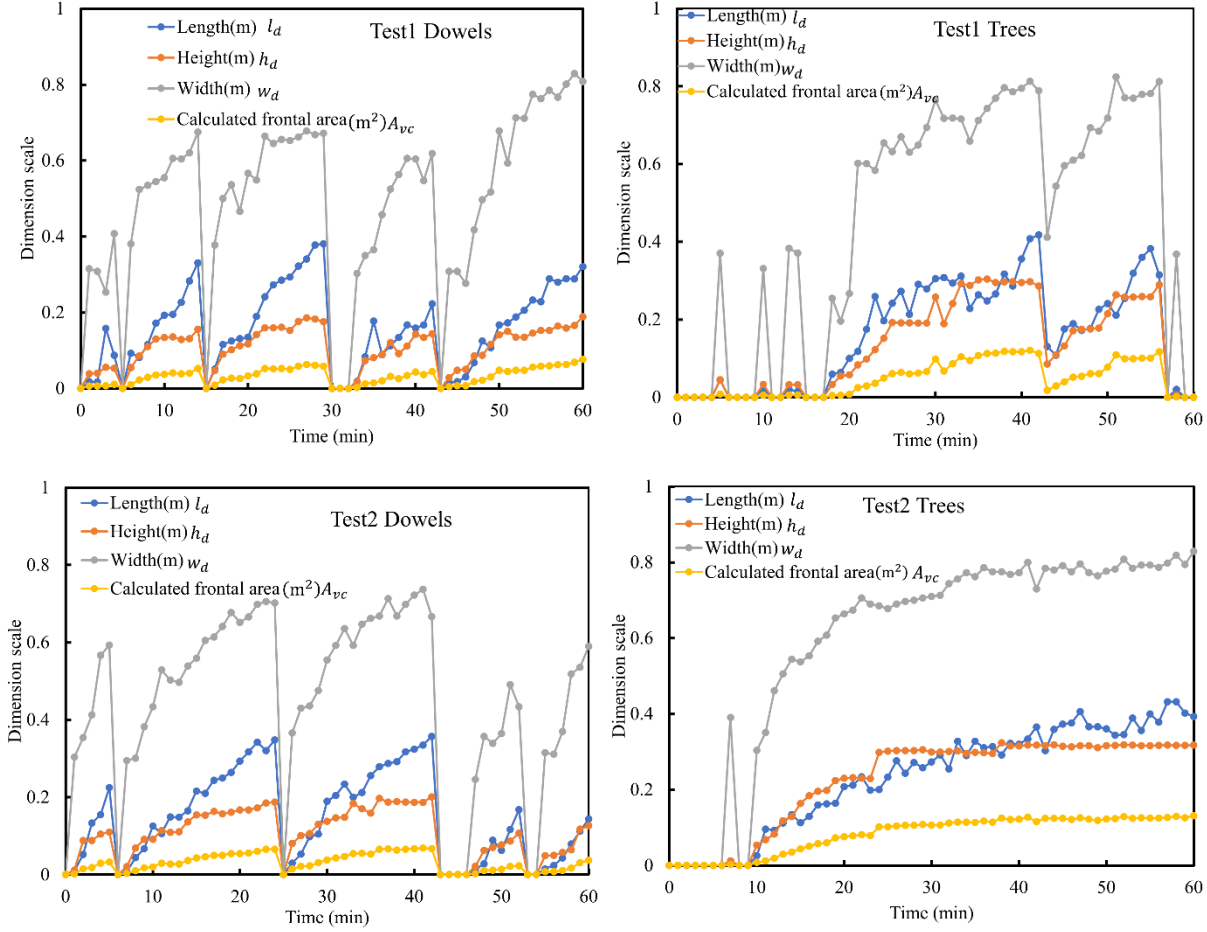 Test1 Dowels
Length(m) l_d
Height(m) h_d
Width(m) w_d
Calculated frontal area(m²)A_vc
Dimension scale
1
0.8
0.6
0.4
0.2
0
0 10 20 30 40 50 60
Time (min)
Test1 Trees
Length(m) l_d
Height(m) h_d
Width(m) w_d
Calculated frontal area(m²)A_vc
Dimension scale
1
0.8
0.6
0.4
0.2
0
0 10 20 30 40 50 60
Time (min)
Test2 Dowels
Length(m) l_d
Height(m) h_d
Width(m) w_d
Calculated frontal area(m²)A_vc
Dimension scale
1
0.8
0.6
0.4
0.2
0
0 10 20 30 40 50 60
Time (min)
Test2 Trees
Length(m) l_d
Height(m) h_d
Width(m) w_d
Calculated frontal area(m²) A_vc
Dimension scale
1
0.8
0.6
0.4
0.2
0
0 10 20 30 40 50 60
Time (min)